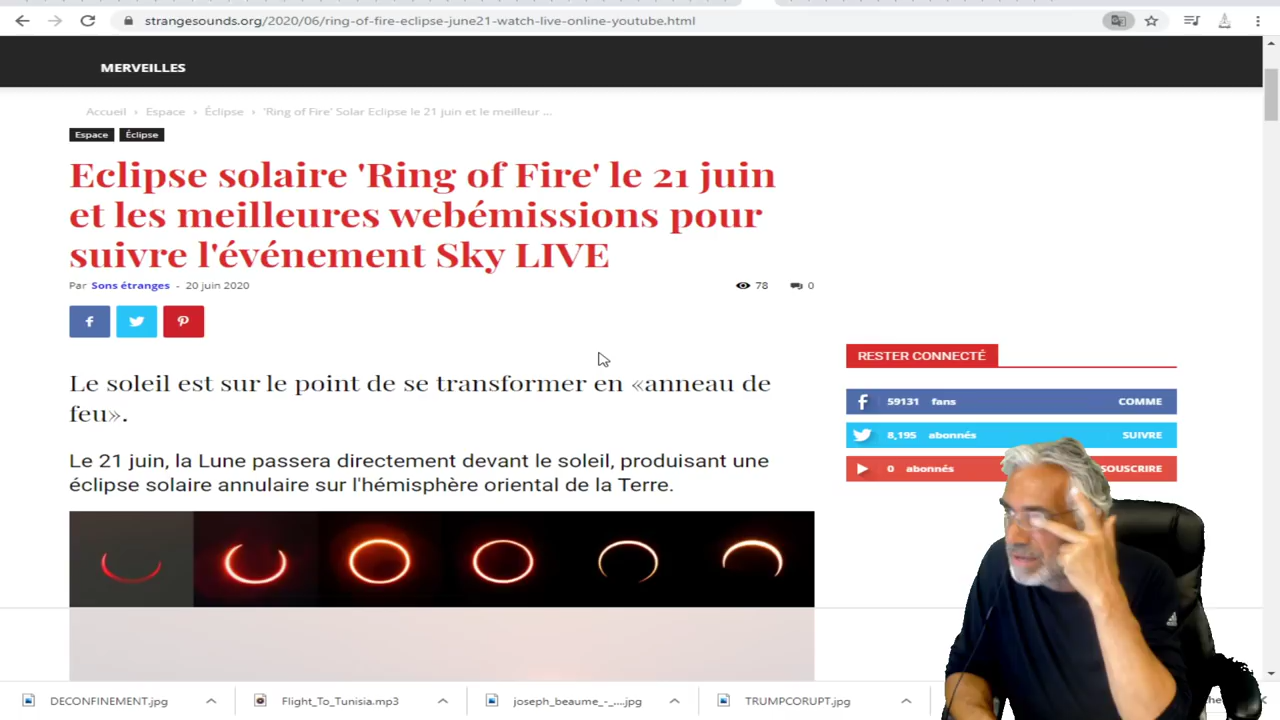 strangesounds.org/2020/06/ring-of-fire-eclipse-june21-watch-live-online-youtube.html
MERVEILLES
Accueil › Espace › Éclipse › 'Ring of Fire' Solar Eclipse le 21 juin et le meilleur ...
Espace Éclipse
Eclipse solaire 'Ring of Fire' le 21 juin
et les meilleures webémissions pour
suivre l'événement Sky LIVE
Par Sons étranges - 20 juin 2020 78 0
Le soleil est sur le point de se transformer en «anneau de
feu».
Le 21 juin, la Lune passera directement devant le soleil, produisant une
éclipse solaire annulaire sur l'hémisphère oriental de la Terre.
RESTER CONNECTÉ
59131 fans COMME
8,195 abonnés SUIVRE
0 abonnés SOUSCRIRE
DECONFINEMENT.jpg Flight_To_Tunisia.mp3 joseph_beaume_-_....jpg TRUMPCORUPT.jpg